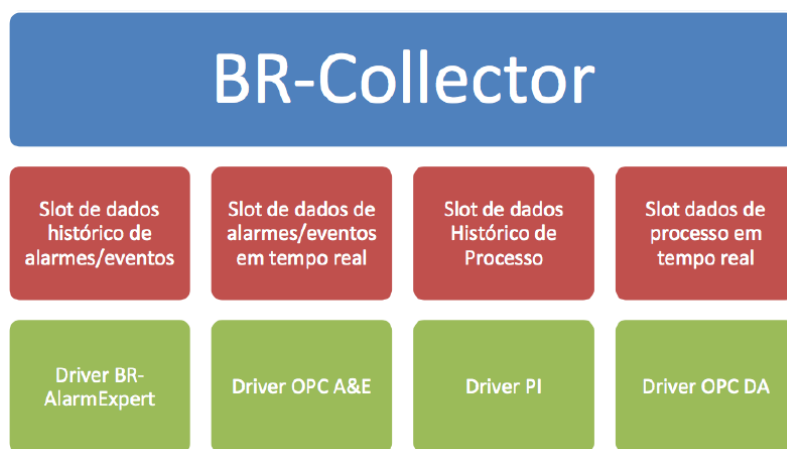 BR-Collector
Slot de dados
histórico de
alarmes/eventos
Slot de dados de
alarmes/eventos
em tempo real
Slot de dados
Histórico de
Processo
Slot dados de
processo em
tempo real
Driver BR-
AlarmExpert
Driver OPC A&E
Driver PI
Driver OPC DA